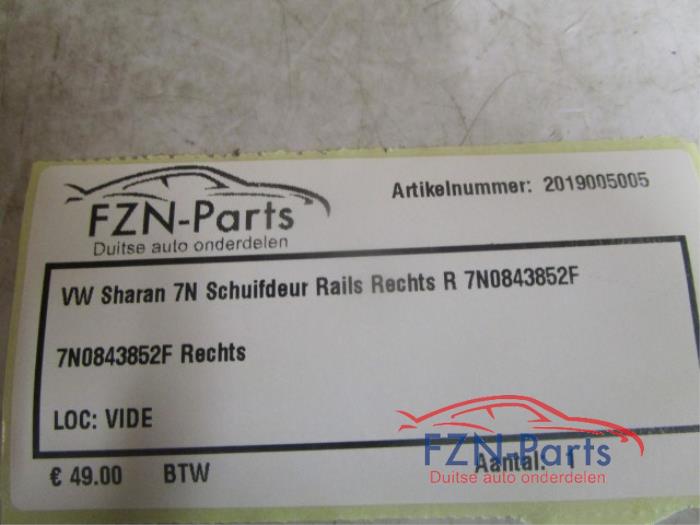 FZN-Parts
Duitse auto onderdelen
Artikelnummer: 2019005005
VW Sharan 7N Schuifdeur Rails Rechts R 7N0843852F
7N0843852F Rechts
LOC: VIDE
€ 49.00 BTW Aantal: 1
FZN-Parts
Duitse auto onderdelen